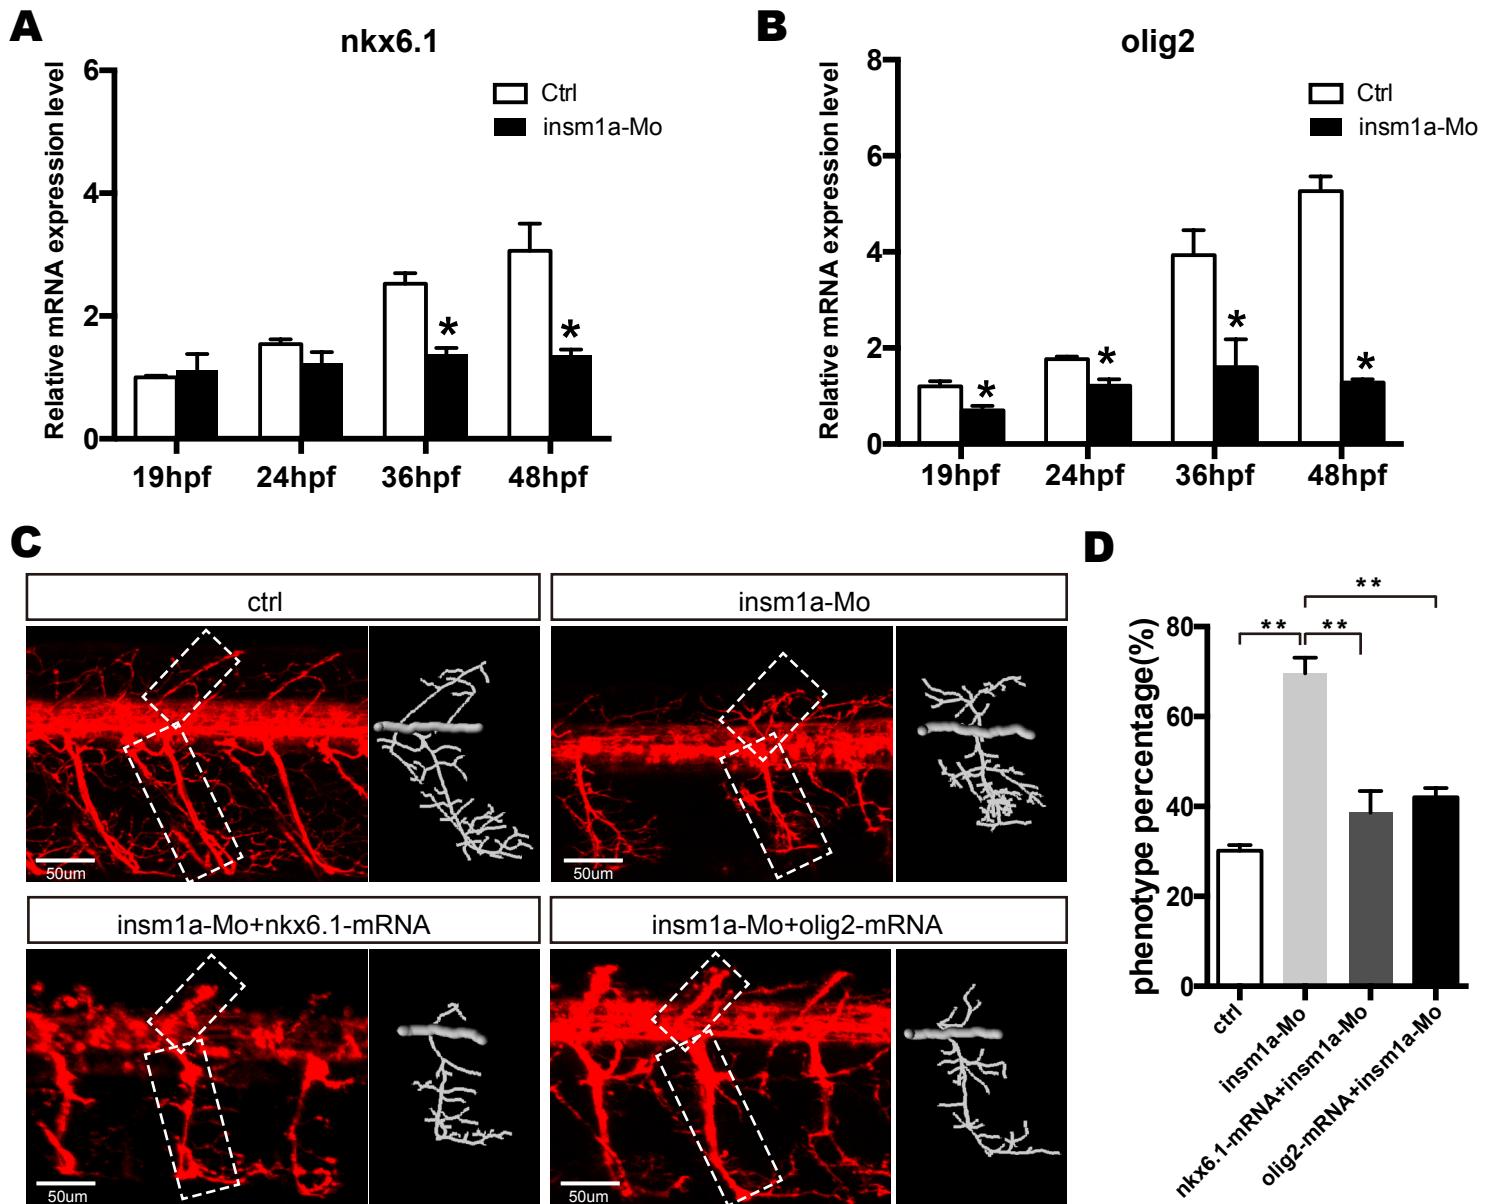 A
nkx6.1
Relative mRNA expression level
6
4
2
0
Ctrl
insm1a-Mo
*
*
19hpf
24hpf
36hpf
48hpf
B
olig2
Relative mRNA expression level
8
6
4
2
0
Ctrl
insm1a-Mo
*
*
*
*
19hpf
24hpf
36hpf
48hpf
C
ctrl
insm1a-Mo
50um
50um
insm1a-Mo+nkx6.1-mRNA
insm1a-Mo+olig2-mRNA
50um
50um
D
phenotype percentage(%)
80
60
40
20
0
**
**
**
ctrl
insm1a-Mo
nkx6.1-mRNA+insm1a-Mo
olig2-mRNA+insm1a-Mo